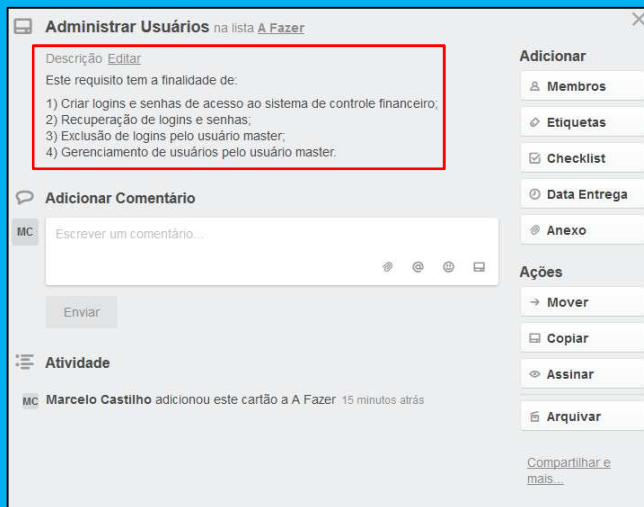 Administrar Usuários na lista A Fazer
Descrição Editar
Este requisito tem a finalidade de:
1) Criar logins e senhas de acesso ao sistema de controle financeiro;
2) Recuperação de logins e senhas;
3) Exclusão de logins pelo usuário master;
4) Gerenciamento de usuários pelo usuário master.
Adicionar Comentário
MC
Escrever um comentário...
Enviar
Atividade
MC Marcelo Castilho adicionou este cartão a A Fazer 15 minutos atrás
Adicionar
Membros
Etiquetas
Checklist
Data Entrega
Anexo
Ações
Mover
Copiar
Assinar
Arquivar
Compartilhar e
mais...